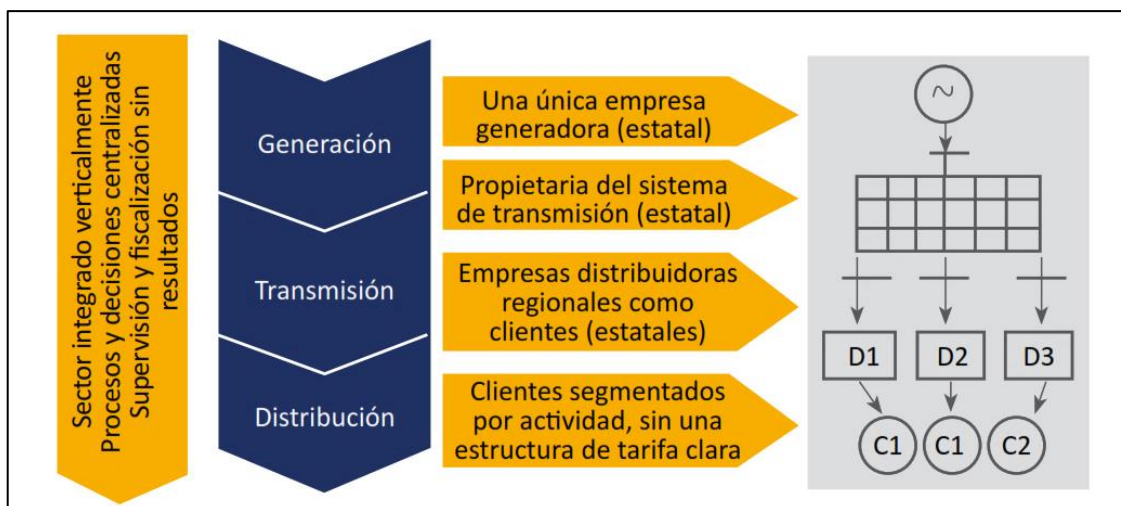 Sector integrado verticalmente
Procesos y decisiones centralizadas
Supervisión y fiscalización sin
resultados
Generación
Transmisión
Distribución
Una única empresa
generadora (estatal)
Propietaria del sistema
de transmisión (estatal)
Empresas distribuidoras
regionales como
clientes (estatales)
Clientes segmentados
por actividad, sin una
estructura de tarifa clara
~
D1 D2 D3
C1 C1 C2